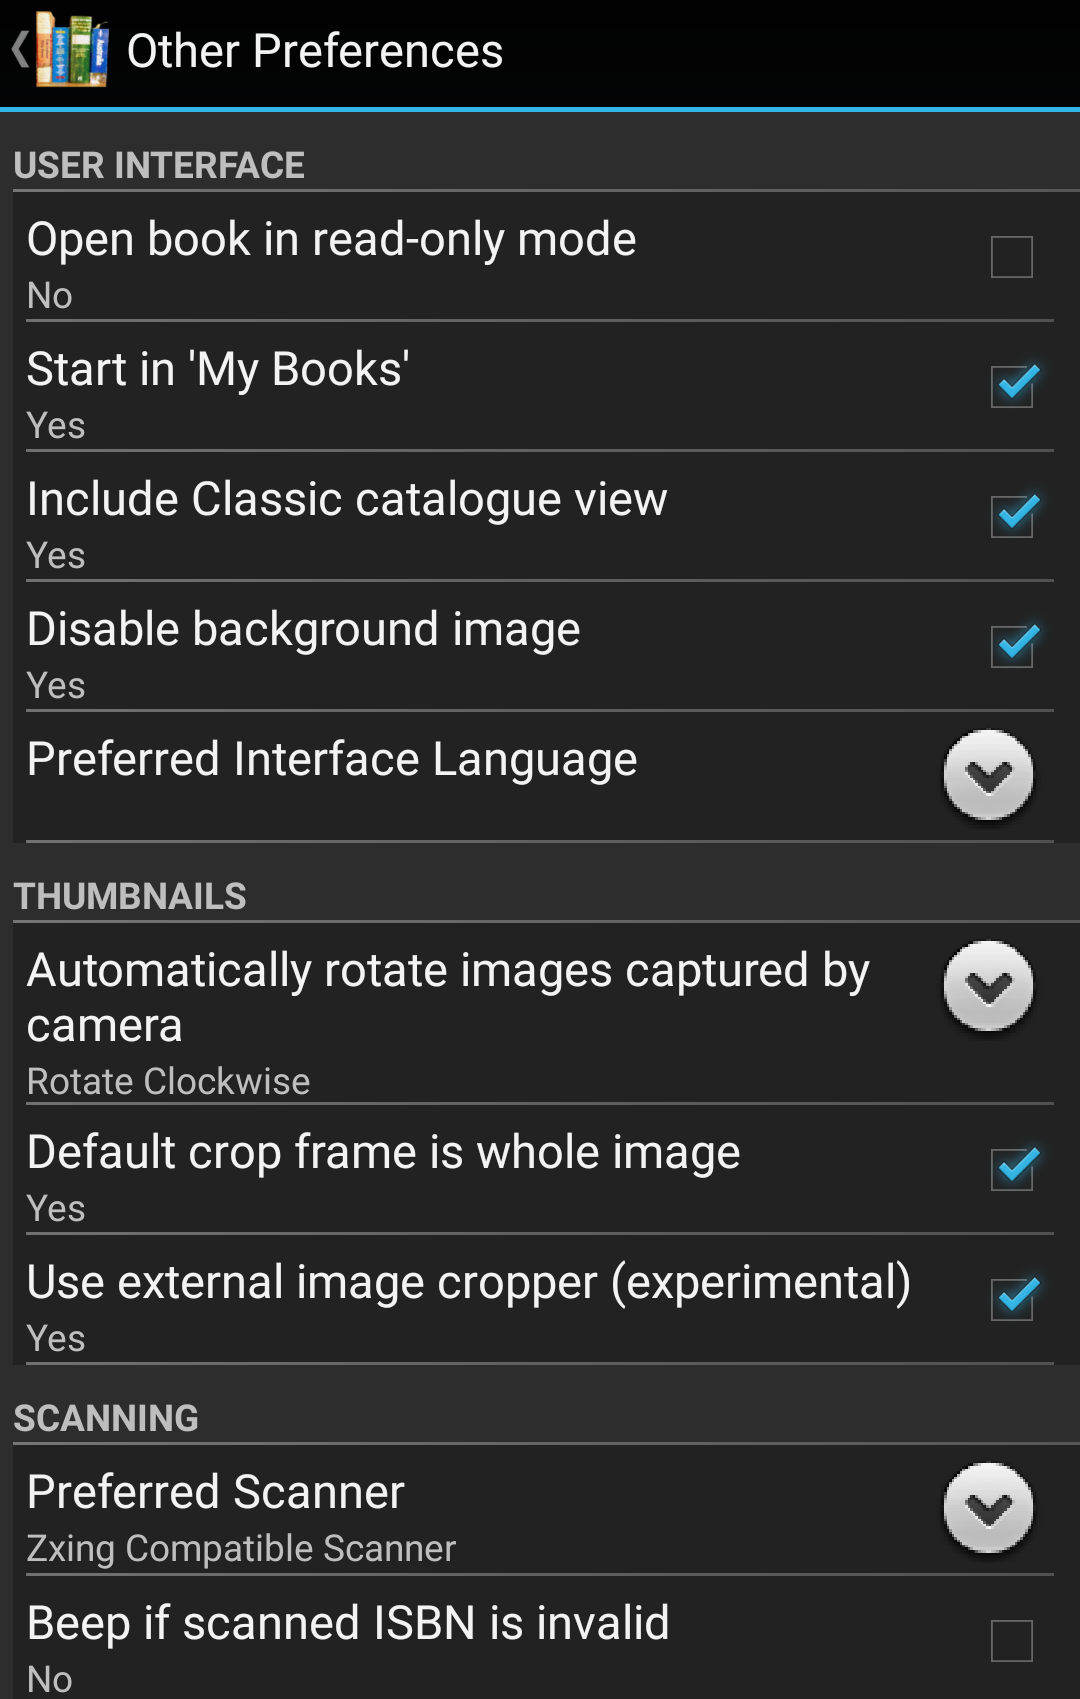 Other Preferences
USER INTERFACE
Open book in read-only mode
No
Start in 'My Books'
Yes
Include Classic catalogue view
Yes
Disable background image
Yes
Preferred Interface Language
THUMBNAILS
Automatically rotate images captured by
camera
Rotate Clockwise
Default crop frame is whole image
Yes
Use external image cropper (experimental)
Yes
SCANNING
Preferred Scanner
Zxing Compatible Scanner
Beep if scanned ISBN is invalid
No